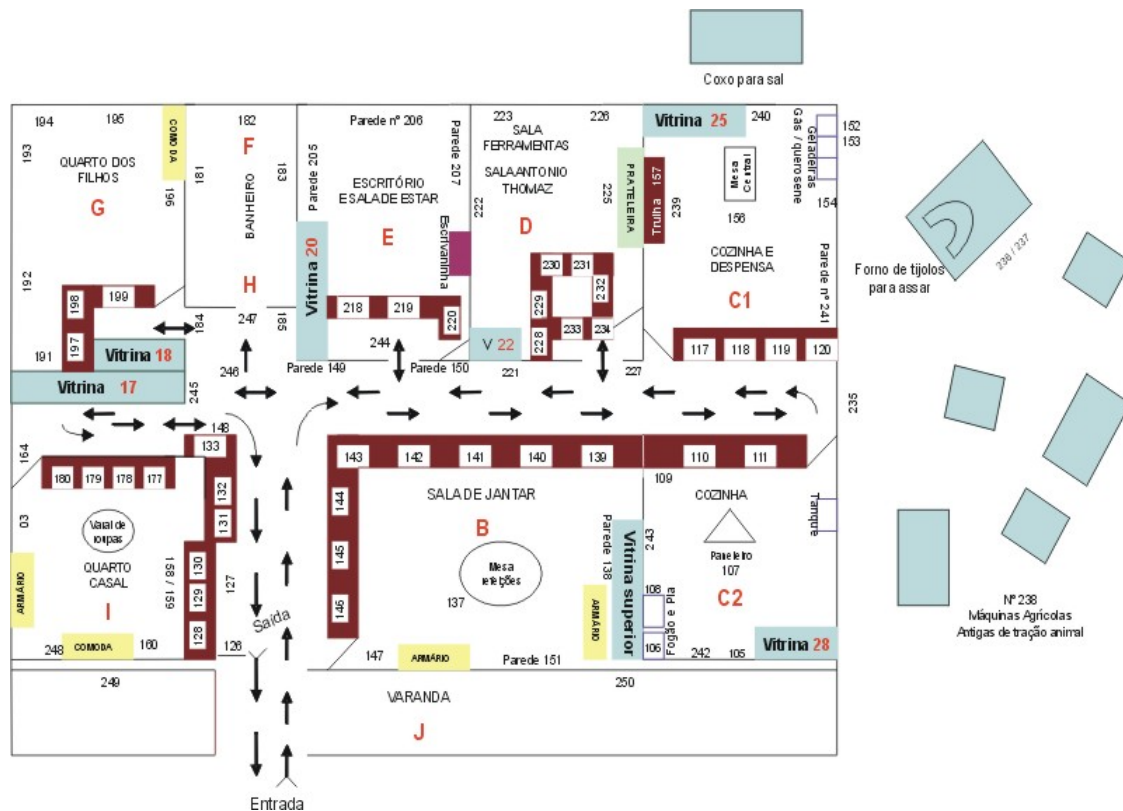 Coxo para sal
194
195
193
QUARTO DOS
FILHOS
G
COMODA
196
192
198
199
197
191
Vitrina 18
Vitrina 17
184
245
182
F
181
183
BANHEIRO
H
247
185
246
Parede nº 206
Parede 205
Parede 207
ESCRITÓRIO
E SALA DE ESTAR
E
Vitrina 20
Escrivaninha
218
219
220
244
Parede 149
Parede 150
223
226
SALA
FERRAMENTAS
SALA ANTONIO
THOMAZ
222
225
D
PRATELEIRA
230
231
232
229
228
233
234
V 22
221
227
Vitrina 25
240
Trulha 157
239
Mesa
Central
156
COZINHA E
DESPENSA
C1
Geladeiras
Gás / querosene
152
153
154
Parede nº 241
117
118
119
120
236 / 237
Forno de tijolos
para assar
235
164
148
133
180
179
178
177
132
131
Varal de
roupas
03
QUARTO
CASAL
I
ARMÁRIO
158 / 159
130
129
128
127
126
248
COMODA
160
249
Saída
143
142
141
140
139
110
111
109
144
145
146
SALA DE JANTAR
B
Mesa
refeições
137
Parede 138
Vitrina superior
243
ARMÁRIO
147
ARMÁRIO
Parede 151
COZINHA
Paneleiro
107
C2
Tanque
108
106
Fogão e Pia
242
105
Vitrina 28
250
VARANDA
J
Entrada
Nº 238
Máquinas Agrícolas
Antigas de tração animal